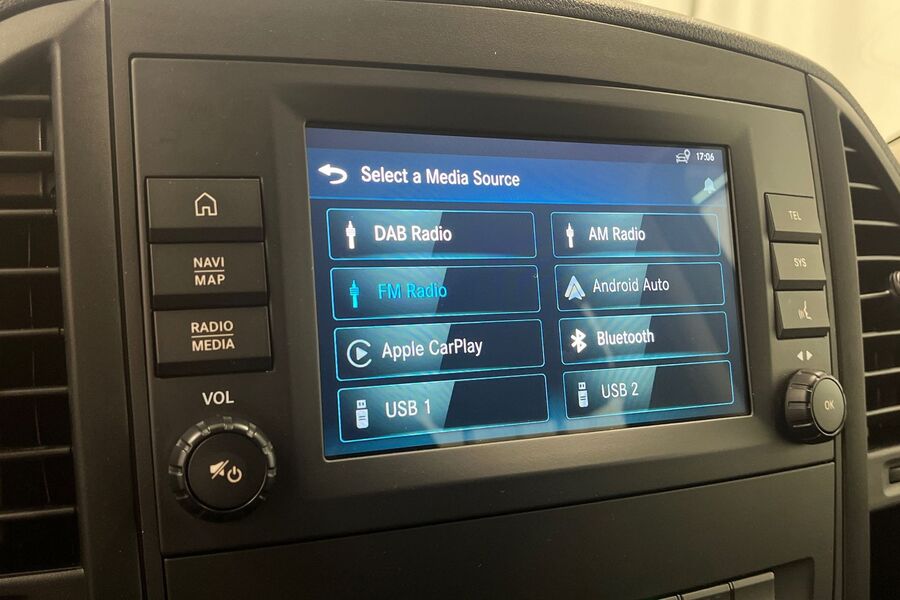 17:06
Select a Media Source
DAB Radio
AM Radio
FM Radio
Android Auto
Apple CarPlay
Bluetooth
USB 1
USB 2
NAVI
MAP
RADIO
MEDIA
VOL
TEL
SYS
OK